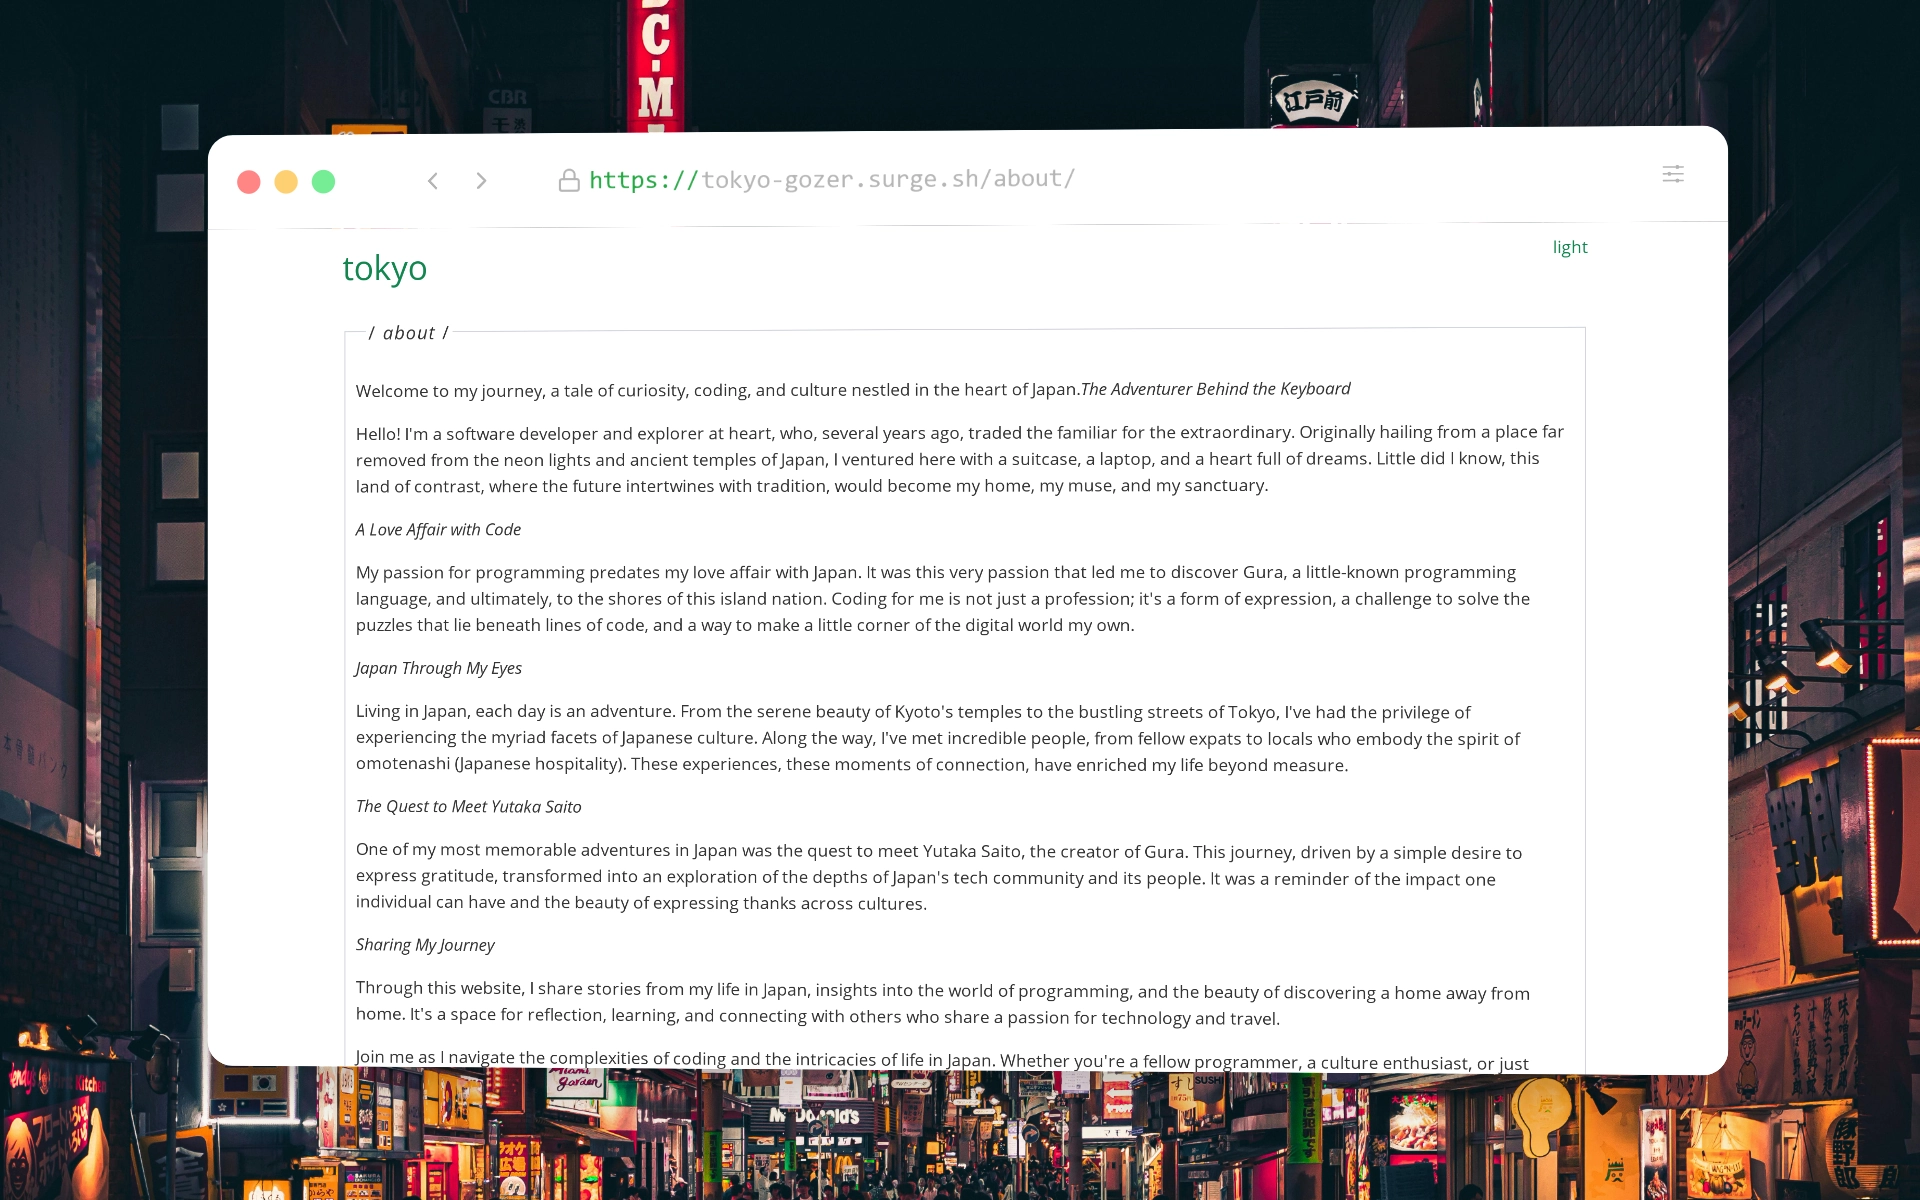 C-M
CBR
江戸前
https://tokyo-gozer.surge.sh/about/
light
tokyo
/ about /
Welcome to my journey, a tale of curiosity, coding, and culture nestled in the heart of Japan.The Adventurer Behind the Keyboard
Hello! I'm a software developer and explorer at heart, who, several years ago, traded the familiar for the extraordinary. Originally hailing from a place far
removed from the neon lights and ancient temples of Japan, I ventured here with a suitcase, a laptop, and a heart full of dreams. Little did I know, this
land of contrast, where the future intertwines with tradition, would become my home, my muse, and my sanctuary.
A Love Affair with Code
My passion for programming predates my love affair with Japan. It was this very passion that led me to discover Gura, a little-known programming
language, and ultimately, to the shores of this island nation. Coding for me is not just a profession; it's a form of expression, a challenge to solve the
puzzles that lie beneath lines of code, and a way to make a little corner of the digital world my own.
Japan Through My Eyes
Living in Japan, each day is an adventure. From the serene beauty of Kyoto's temples to the bustling streets of Tokyo, I've had the privilege of
experiencing the myriad facets of Japanese culture. Along the way, I've met incredible people, from fellow expats to locals who embody the spirit of
omotenashi (Japanese hospitality). These experiences, these moments of connection, have enriched my life beyond measure.
The Quest to Meet Yutaka Saito
One of my most memorable adventures in Japan was the quest to meet Yutaka Saito, the creator of Gura. This journey, driven by a simple desire to
express gratitude, transformed into an exploration of the depths of Japan's tech community and its people. It was a reminder of the impact one
individual can have and the beauty of expressing thanks across cultures.
Sharing My Journey
Through this website, I share stories from my life in Japan, insights into the world of programming, and the beauty of discovering a home away from
home. It's a space for reflection, learning, and connecting with others who share a passion for technology and travel.
Join me as I navigate the complexities of coding and the intricacies of life in Japan. Whether you're a fellow programmer, a culture enthusiast, or just
Garden
McDonald's
すし
SUSHI